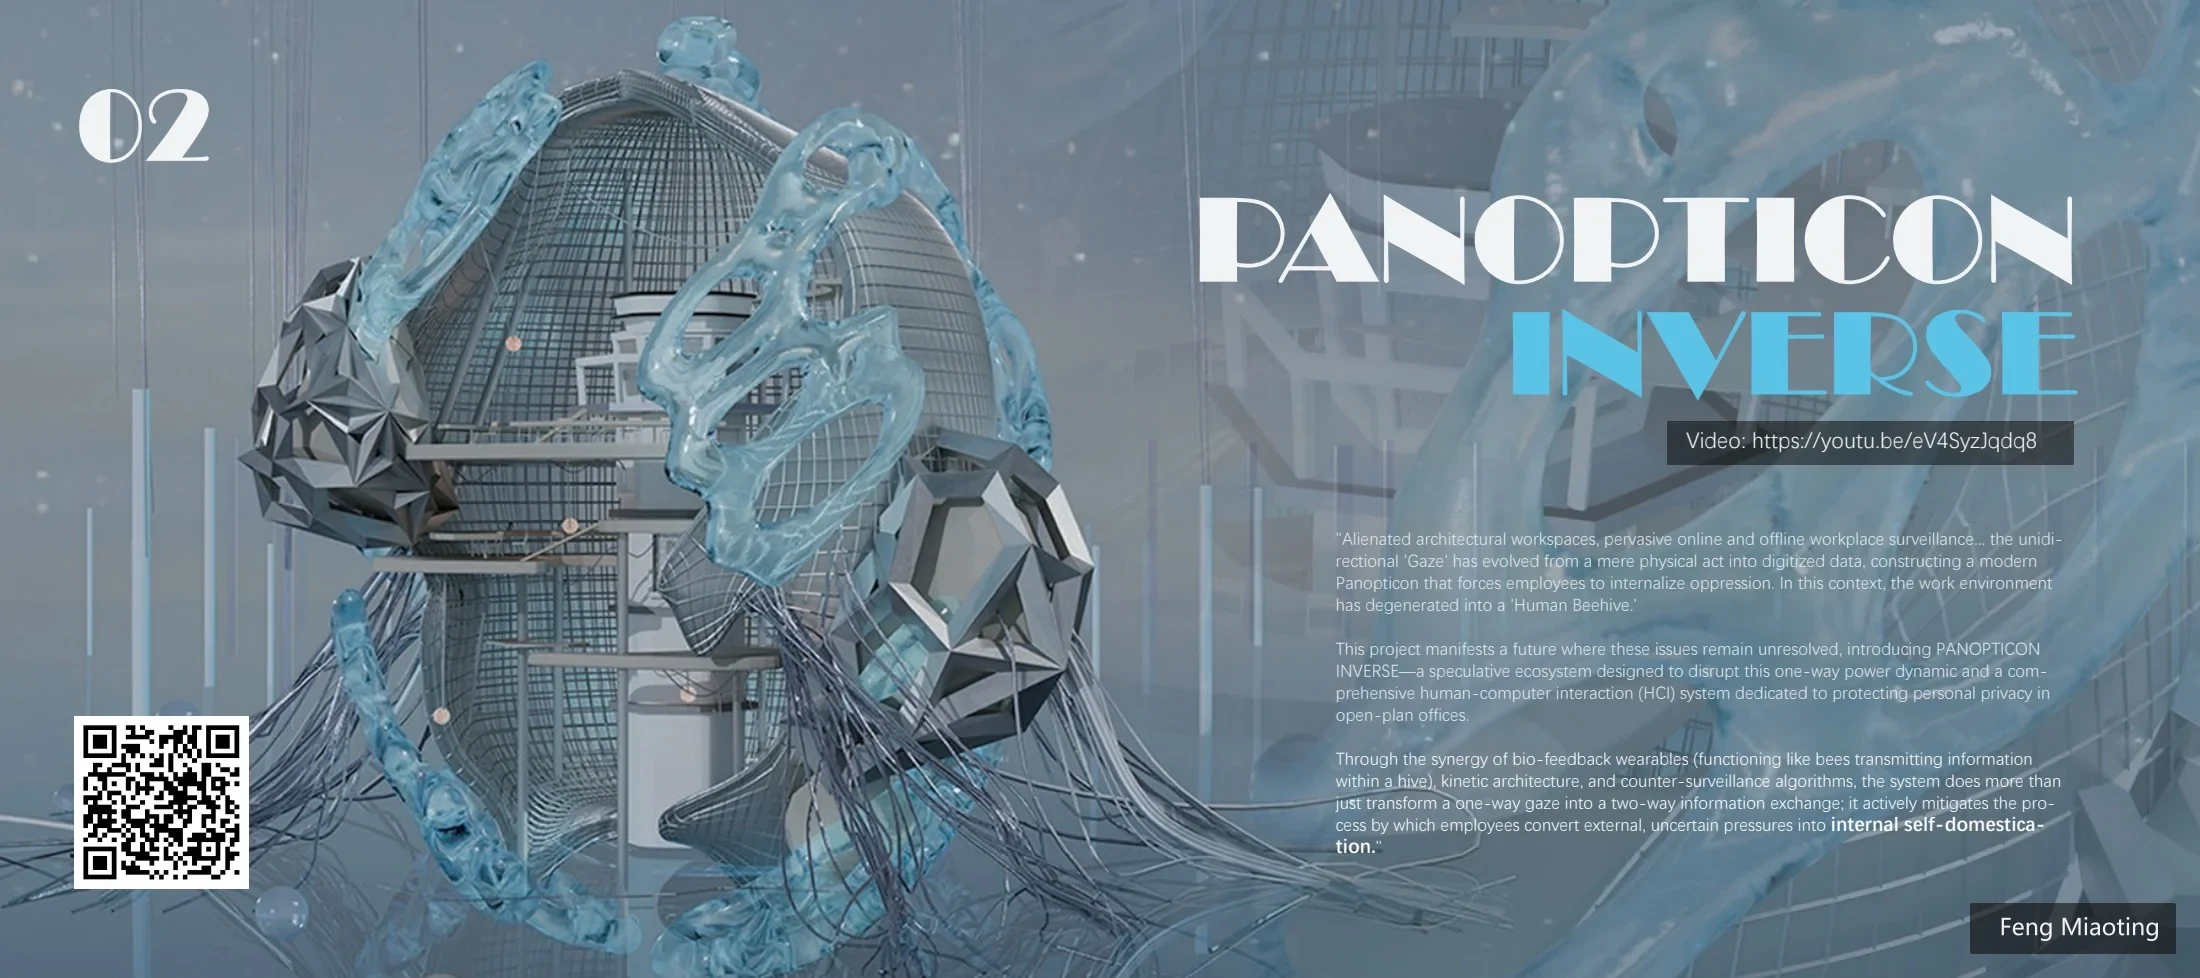 02
PANOPTICON
INVERSE
Video: https://youtu.be/eV4SyzJqdq8
"Alienated architectural workspaces, pervasive online and offline workplace surveillance... the unidi-
rectional 'Gaze' has evolved from a mere physical act into digitized data, constructing a modern
Panopticon that forces employees to internalize oppression. In this context, the work environment
has degenerated into a 'Human Beehive.'
This project manifests a future where these issues remain unresolved, introducing PANOPTICON
INVERSE—a speculative ecosystem designed to disrupt this one-way power dynamic and a com-
prehensive human-computer interaction (HCI) system dedicated to protecting personal privacy in
open-plan offices.
Through the synergy of bio-feedback wearables (functioning like bees transmitting information
within a hive), kinetic architecture, and counter-surveillance algorithms, the system does more than
just transform a one-way gaze into a two-way information exchange; it actively mitigates the pro-
cess by which employees convert external, uncertain pressures into internal self-domestica-
tion."
Feng Miaoting